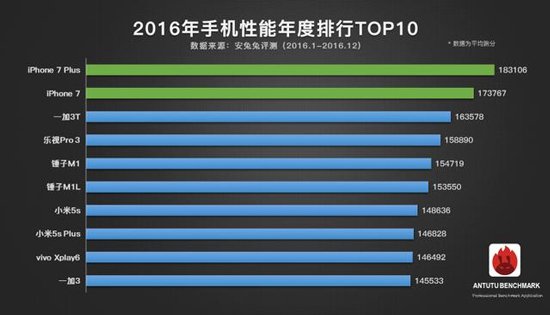 2016年手机性能年度排行TOP10
数据来源：安兔兔评测（2016.1-2016.12）
* 数据为平均跑分
iPhone 7 Plus 183106
iPhone 7 173767
一加3T 163578
乐视Pro 3 158890
锤子M1 154719
锤子M1L 153550
小米5s 148636
小米5s Plus 146828
vivo Xplay6 146492
一加3 145533
ANTUTU BENCHMARK
Professional Benchmark Application